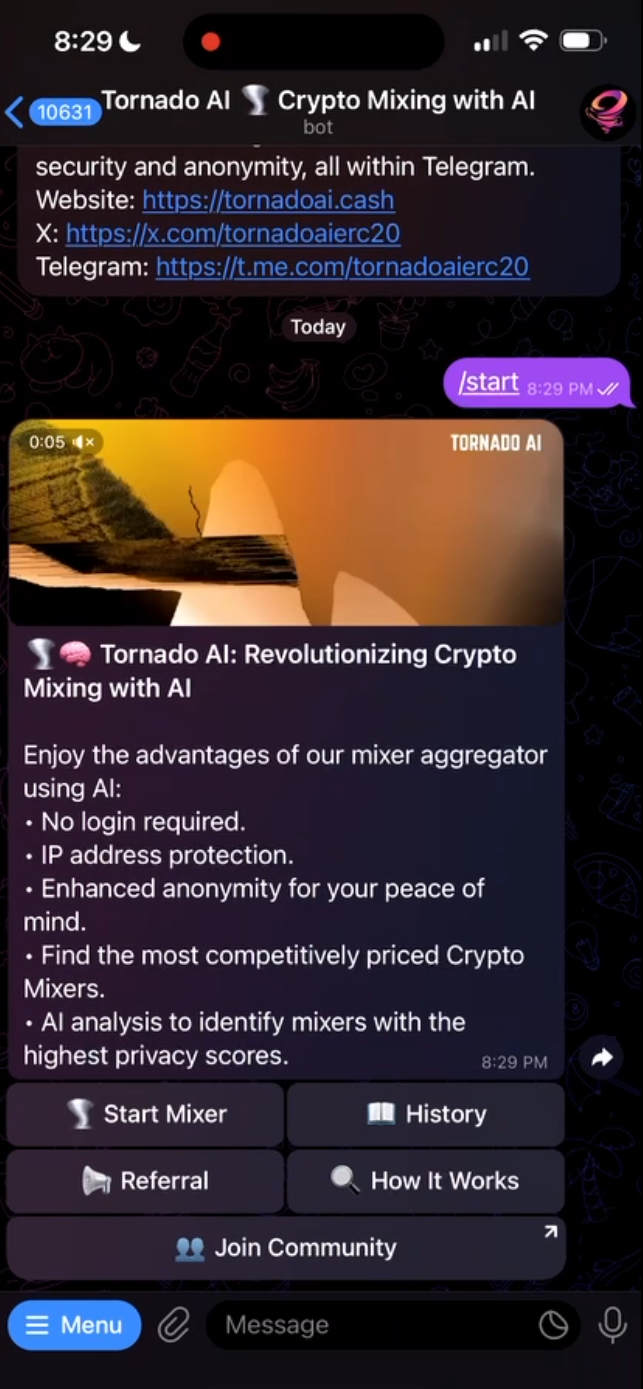 8:29
10631
Tornado AI 🌪 Crypto Mixing with AI
bot
security and anonymity, all within Telegram.
Website: https://tornadoai.cash
X: https://x.com/tornadoaierc20
Telegram: https://t.me.com/tornadoaierc20
Today
/start 8:29 PM
0:05
TORNADO AI
🌪🧠 Tornado AI: Revolutionizing Crypto
Mixing with AI
Enjoy the advantages of our mixer aggregator
using AI:
• No login required.
• IP address protection.
• Enhanced anonymity for your peace of
mind.
• Find the most competitively priced Crypto
Mixers.
• AI analysis to identify mixers with the
highest privacy scores.
8:29 PM
🌪 Start Mixer
📖 History
📢 Referral
🔍 How It Works
👥 Join Community
Menu
Message